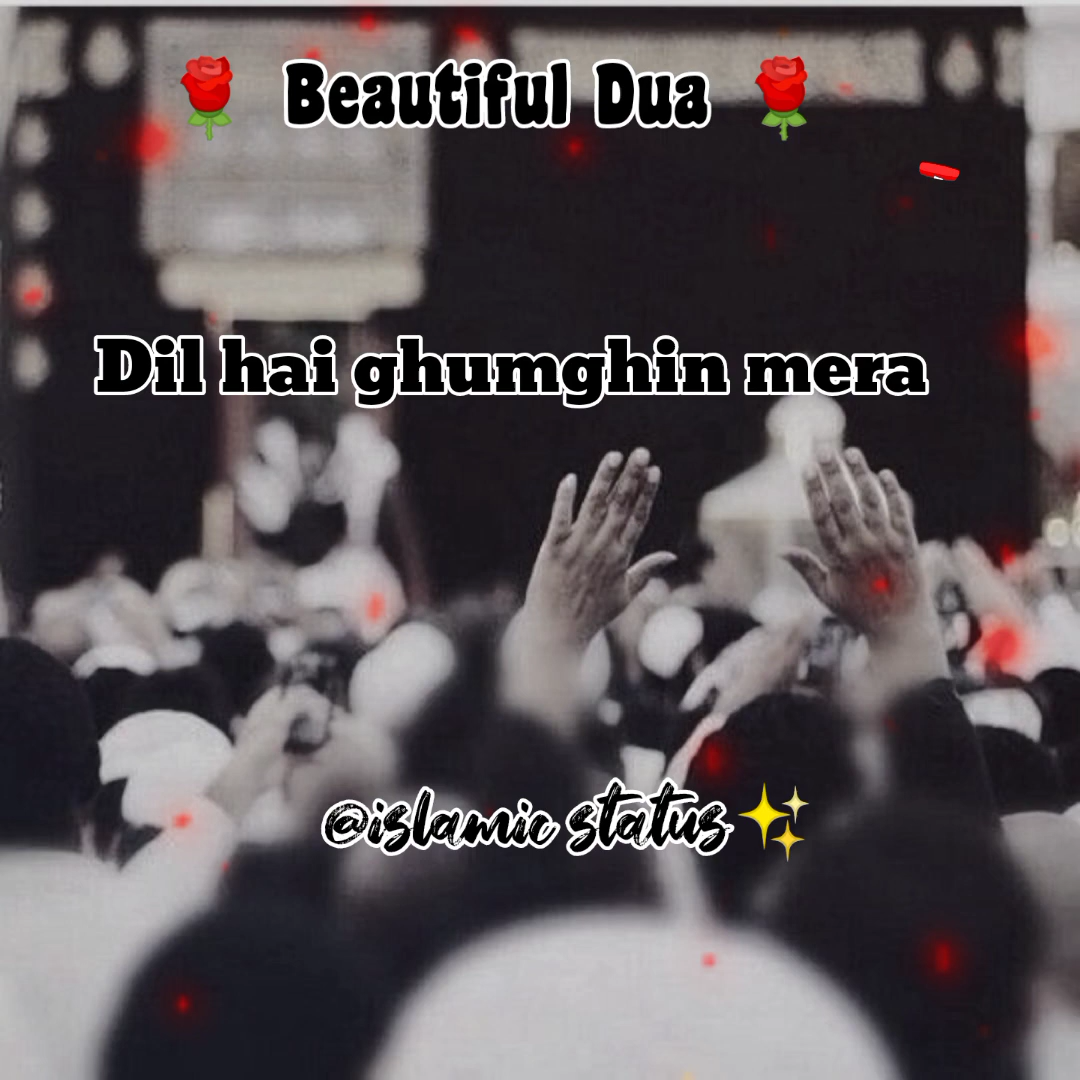 🌹 Beautiful Dua 🌹
Dil hai ghumghin mera
@islamic status ✨